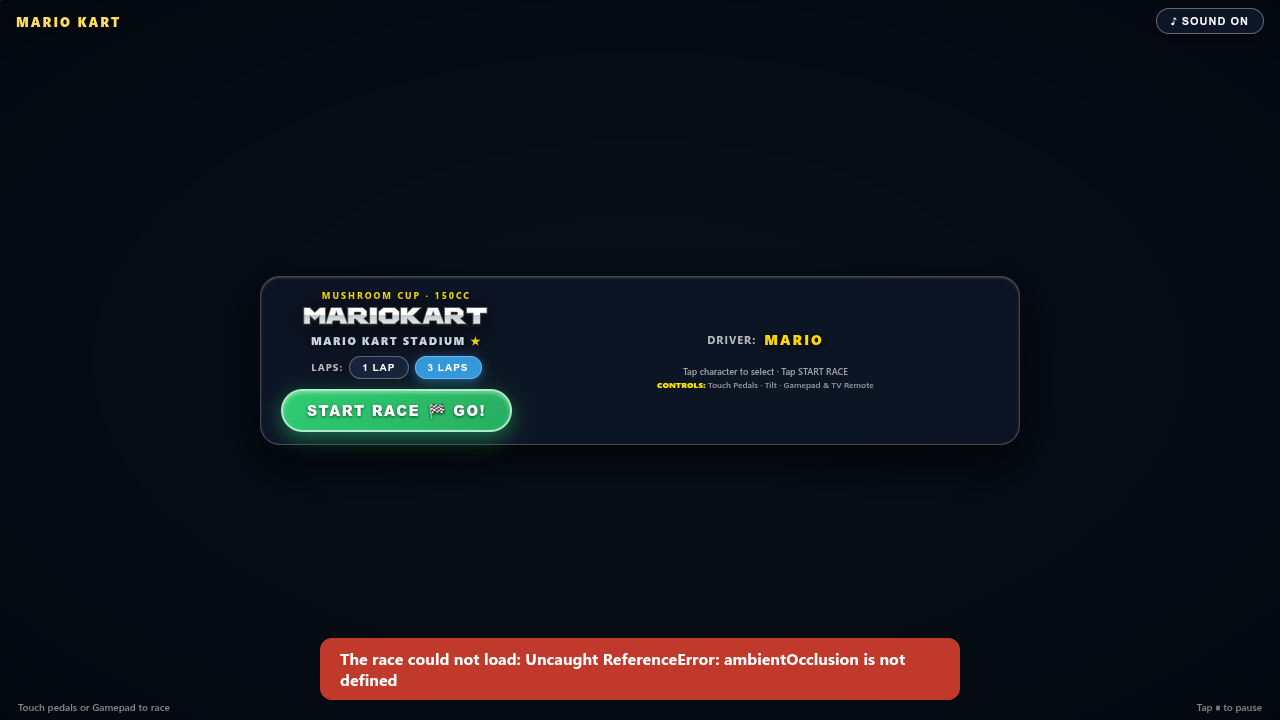 MARIO KART
♪ SOUND ON
MUSHROOM CUP · 150CC
MARIOKART
MARIO KART STADIUM ★
LAPS: 1 LAP 3 LAPS
START RACE 🏁 GO!
DRIVER: MARIO
Tap character to select · Tap START RACE
CONTROLS: Touch Pedals · Tilt · Gamepad & TV Remote
The race could not load: Uncaught ReferenceError: ambientOcclusion is not
defined
Touch pedals or Gamepad to race
Tap ⏸ to pause